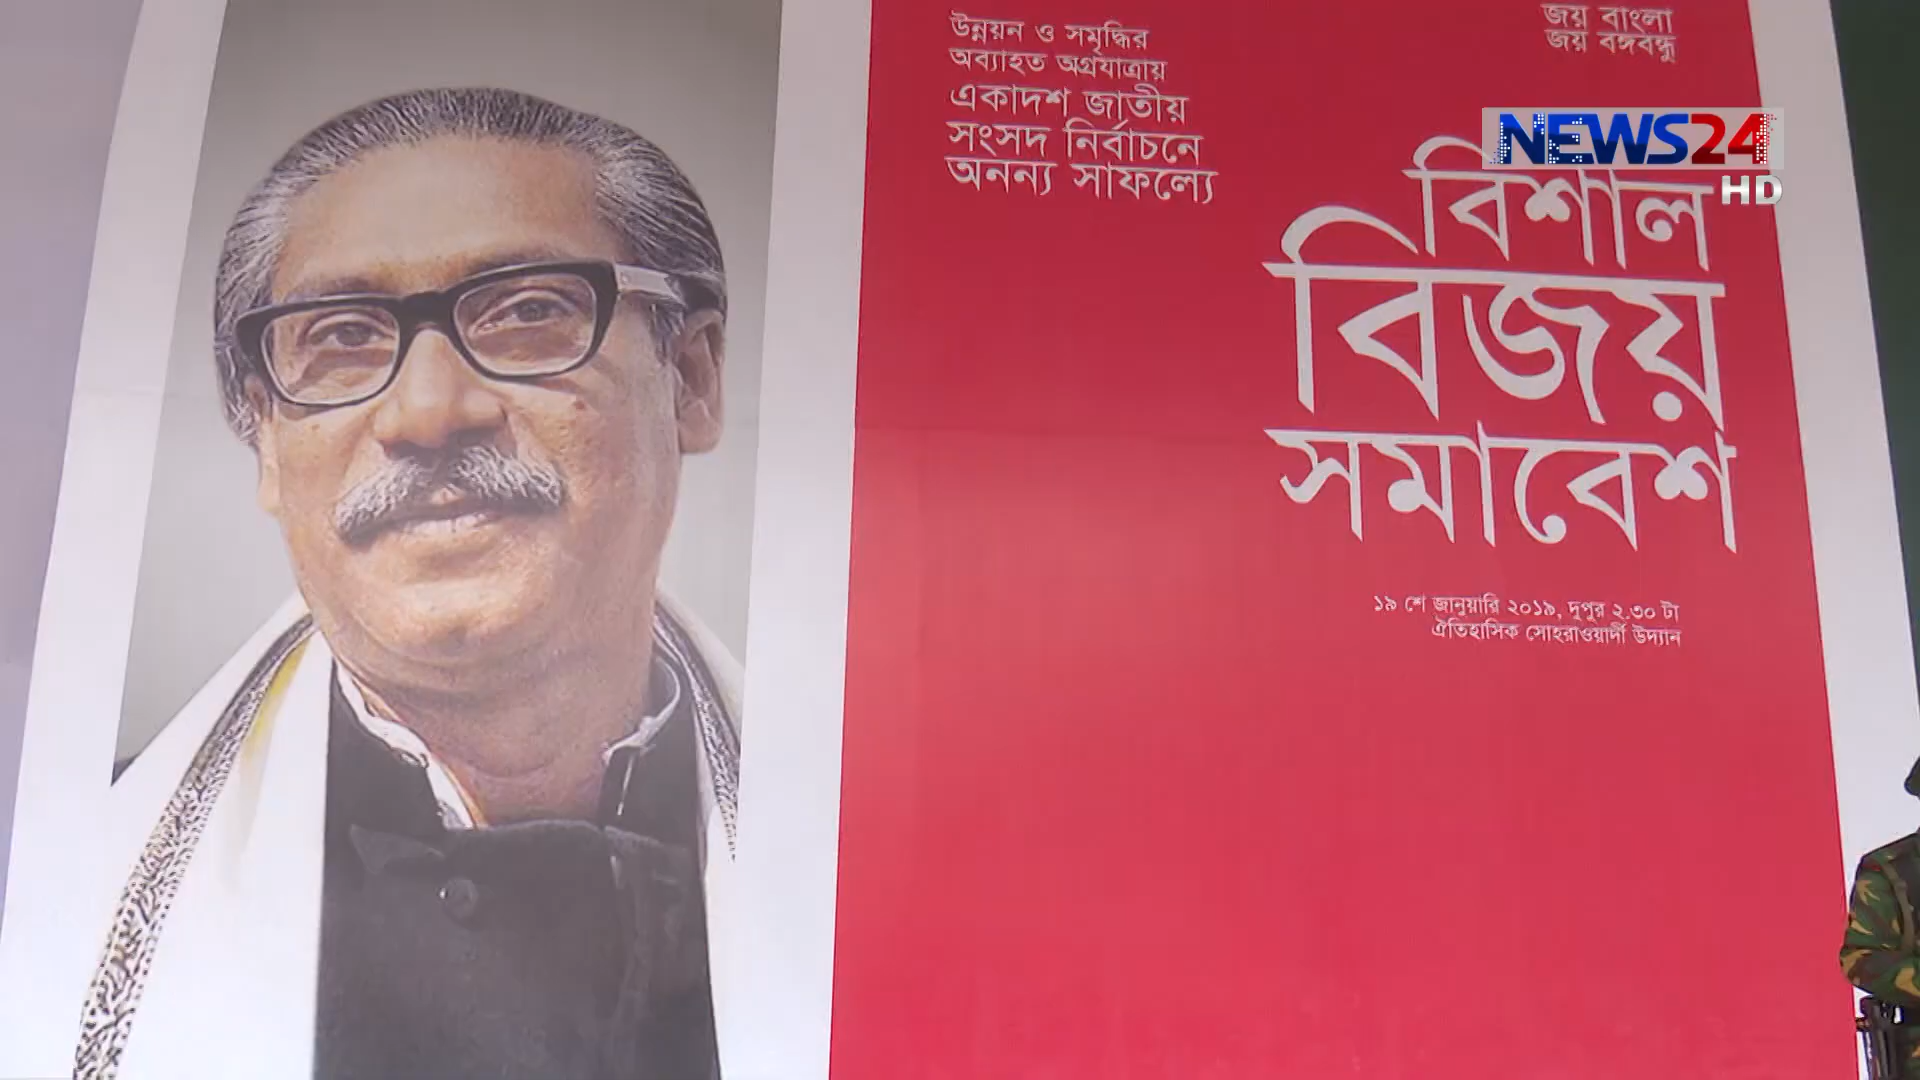 উন্নয়ন ও সমৃদ্ধির
অব্যাহত অগ্রযাত্রায়
একাদশ জাতীয়
সংসদ নির্বাচনে
অনন্য সাফল্যে
জয় বাংলা
জয় বঙ্গবন্ধু
NEWS24
HD
বিশাল
বিজয়
সমাবেশ
১৯ শে জানুয়ারি ২০১৯, দুপুর ২.৩০ টা
ঐতিহাসিক সোহরাওয়ার্দী উদ্যান